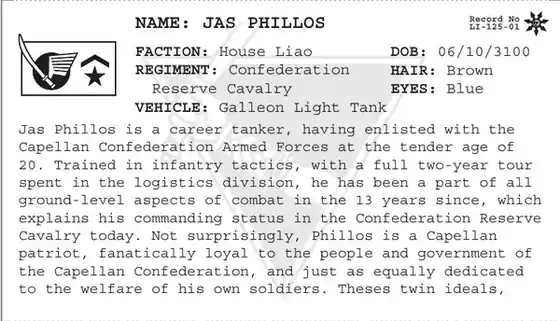 NAME: JAS PHILLOS
Record No
LI-125-01
FACTION: House Liao
DOB: 06/10/3100
REGIMENT: Confederation
HAIR: Brown
Reserve Cavalry
EYES: Blue
VEHICLE: Galleon Light Tank
Jas Phillos is a career tanker, having enlisted with the
Capellan Confederation Armed Forces at the tender age of
20. Trained in infantry tactics, with a full two-year tour
spent in the logistics division, he has been a part of all
ground-level aspects of combat in the 13 years since, which
explains his commanding status in the Confederation Reserve
Cavalry today. Not surprisingly, Phillos is a Capellan
patriot, fanatically loyal to the people and government of
the Capellan Confederation, and just as equally dedicated
to the welfare of his own soldiers. Theses twin ideals,